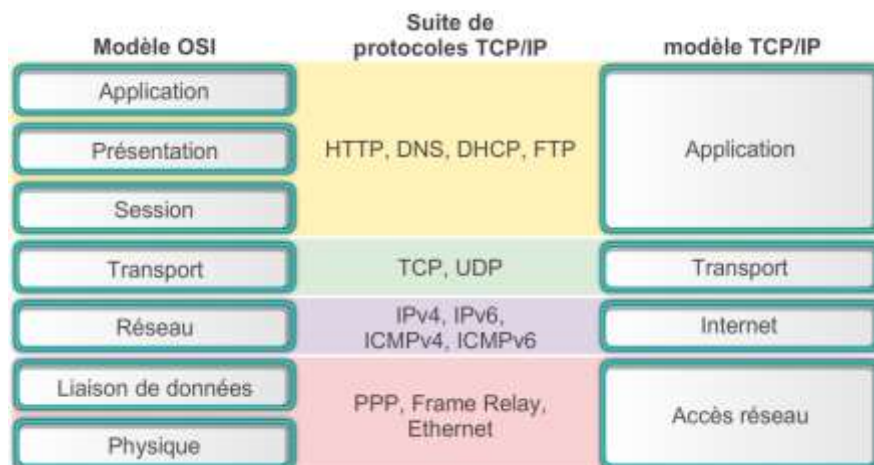 Modèle OSI
Suite de
protocoles TCP/IP
modèle TCP/IP
Application
Présentation
Session
HTTP, DNS, DHCP, FTP
Application
Transport
TCP, UDP
Transport
Réseau
IPv4, IPv6,
ICMPv4, ICMPv6
Internet
Liaison de données
Physique
PPP, Frame Relay,
Ethernet
Accès réseau